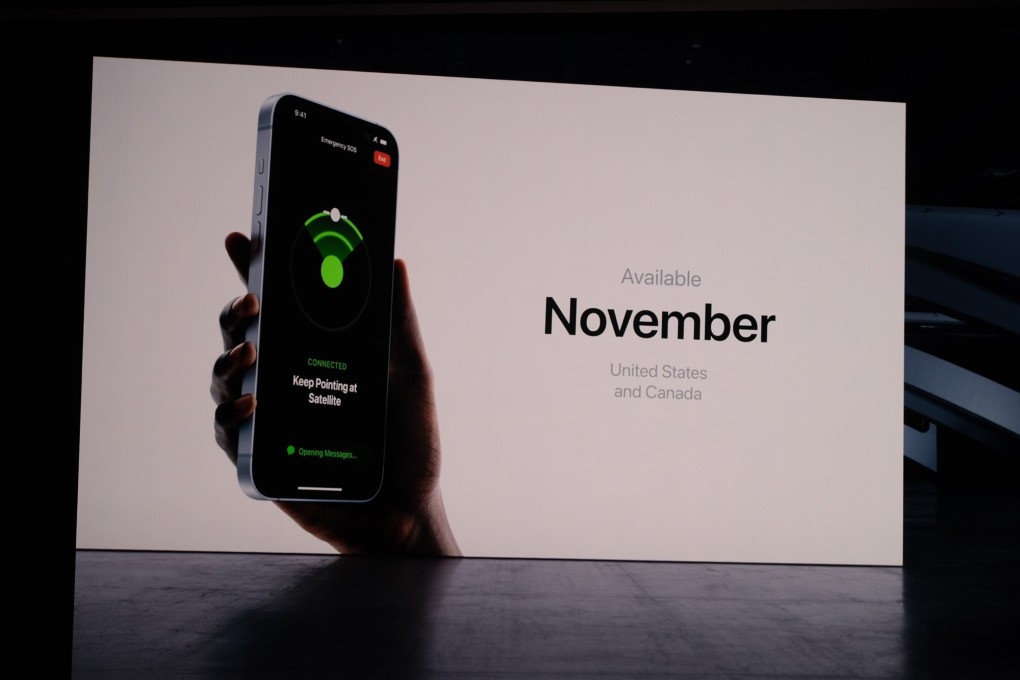 9:41
Emergency SOS
End
CONNECTED
Keep Pointing at
Satellite
Opening Messages...
Available
November
United States
and Canada